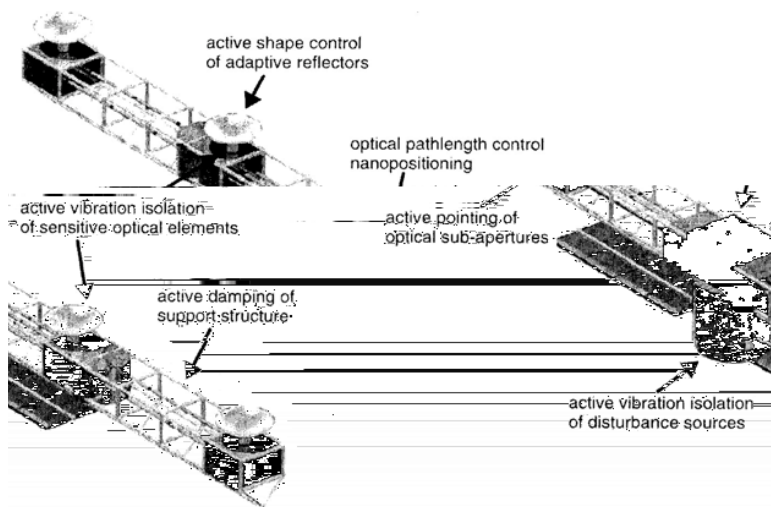 active shape control
of adaptive reflectors
optical pathlength control
nanopositioning
active vibration isolation
of sensitive optical elements
active pointing of
optical sub-apertures
active damping of
support structure
active vibration isolation
of disturbance sources